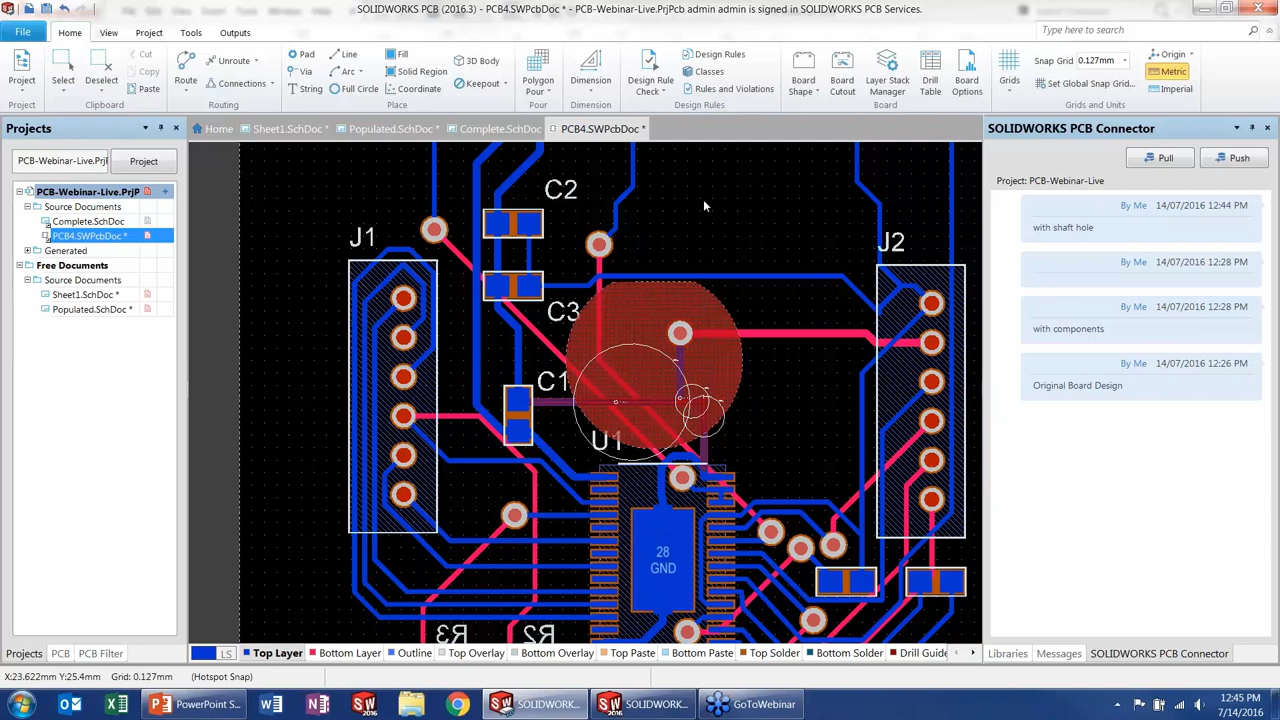 SOLIDWORKS PCB (2016.3) - PCB4.SWPcbDoc * - PCB-Webinar-Live.PrjPcb admin admin is signed in PCB Services.
File Home View Project Tools Outputs
Type here to search
Project Select Deselect Cut Copy Paste
Route Unroute Connections
Pad Line Fill 3D Body
Via Arc Solid Region
String Full Circle Coordinate Keepout
Polygon Pour Dimension Design Rule Check
Design Rules
Classes
Rules and Violations
Board Shape Board Cutout Layer Stack Manager Drill Table Board Options
Grids Snap Grid 0.127mm Origin
Metric
Set Global Snap Grid... Imperial
Project Clipboard Routing Place Pour Dimension Design Rules Board Grids and Units
Projects
Home Sheet1.SchDoc * Populated.SchDoc * Complete.SchDoc PCB4.SWPcbDoc *
SOLIDWORKS PCB Connector
PCB-Webinar-Live.PrjP Project
PCB-Webinar-Live.PrjP
Source Documents
Complete.SchDoc
PCB4.SWPcbDoc *
Generated
Free Documents
Source Documents
Sheet1.SchDoc *
Populated.SchDoc *
C2
J1
J2
C3
C1
U1
28
GND
R3 R2
Pull Push
Project: PCB-Webinar-Live
By Me 14/07/2016 12:44 PM
with shaft hole
By Me 14/07/2016 12:28 PM
By Me 14/07/2016 12:28 PM
with components
By Me 14/07/2016 12:26 PM
Original Board Design
Projects PCB PCB Filter
LS Top Layer Bottom Layer Outline Top Overlay Bottom Overlay Top Paste Bottom Paste Top Solder Bottom Solder Drill Guide
Libraries Messages SOLIDWORKS PCB Connector
X:23.622mm Y:25.4mm Grid: 0.127mm (Hotspot Snap)
PowerPoint S... SW 2016 SOLIDWORK... SOLIDWORK... GoToWebinar
12:45 PM
7/14/2016